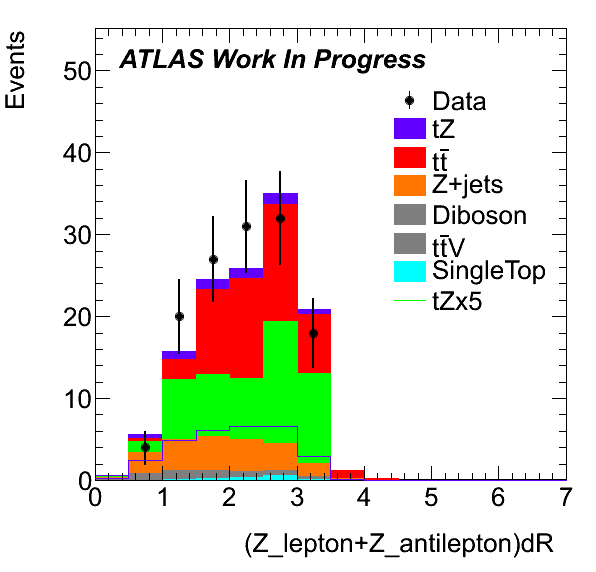 Events
ATLAS Work In Progress
50
40
30
20
10
0
Data
tZ
tt̄
Z+jets
Diboson
tt̄V
SingleTop
tZx5
0 1 2 3 4 5 6 7
(Z_lepton+Z_antilepton)dR